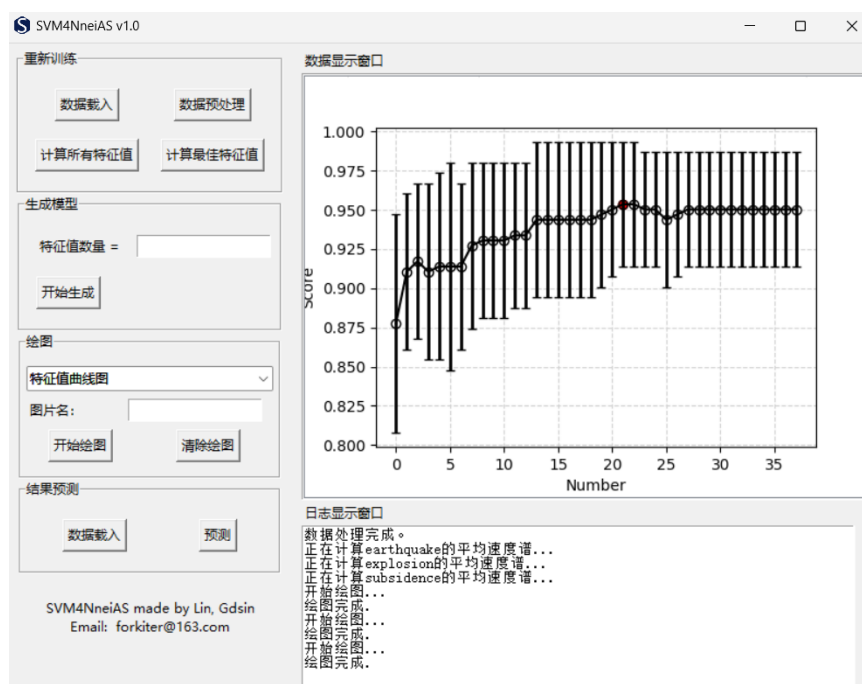 SVM4NneiAS v1.0
重新训练
数据载入
数据预处理
计算所有特征值
计算最佳特征值
生成模型
特征值数量 =
开始生成
绘图
特征值曲线图
图片名:
开始绘图
清除绘图
结果预测
数据载入
预测
SVM4NneiAS made by Lin, Gdsin
Email: forkiter@163.com
数据显示窗口
1.000
0.975
0.950
0.925
0.900
0.875
0.850
0.825
0.800
Score
0 5 10 15 20 25 30 35
Number
日志显示窗口
数据处理完成。
正在计算earthquake的平均速度谱...
正在计算explosion的平均速度谱...
正在计算subsidence的平均速度谱...
开始绘图...
绘图完成.
开始绘图...
绘图完成.
开始绘图...
绘图完成.